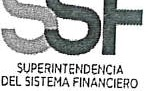 SSF
SUPERINTENDENCIA
DEL SISTEMA FINANCIERO